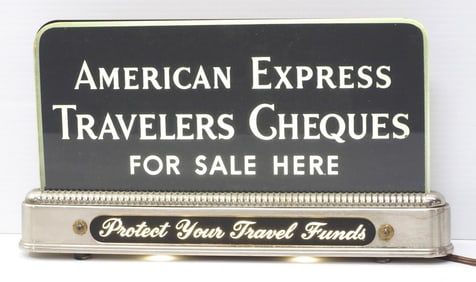 American Express
Travelers Cheques
FOR SALE HERE
Protect Your Travel Funds